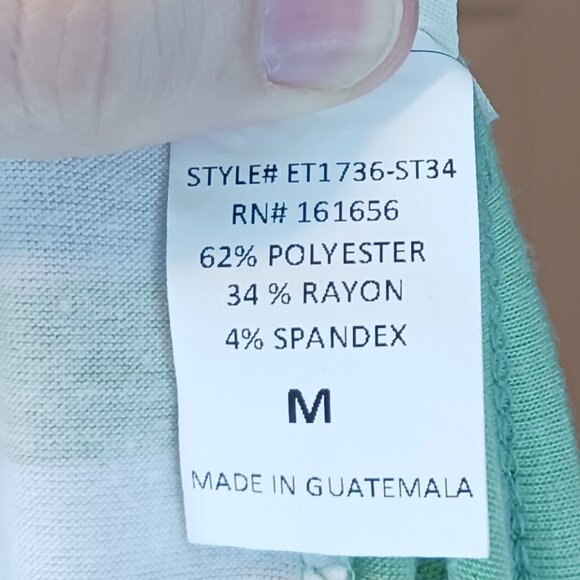 STYLE# ET1736-ST34
RN# 161656
62% POLYESTER
34 % RAYON
4% SPANDEX
M
MADE IN GUATEMALA